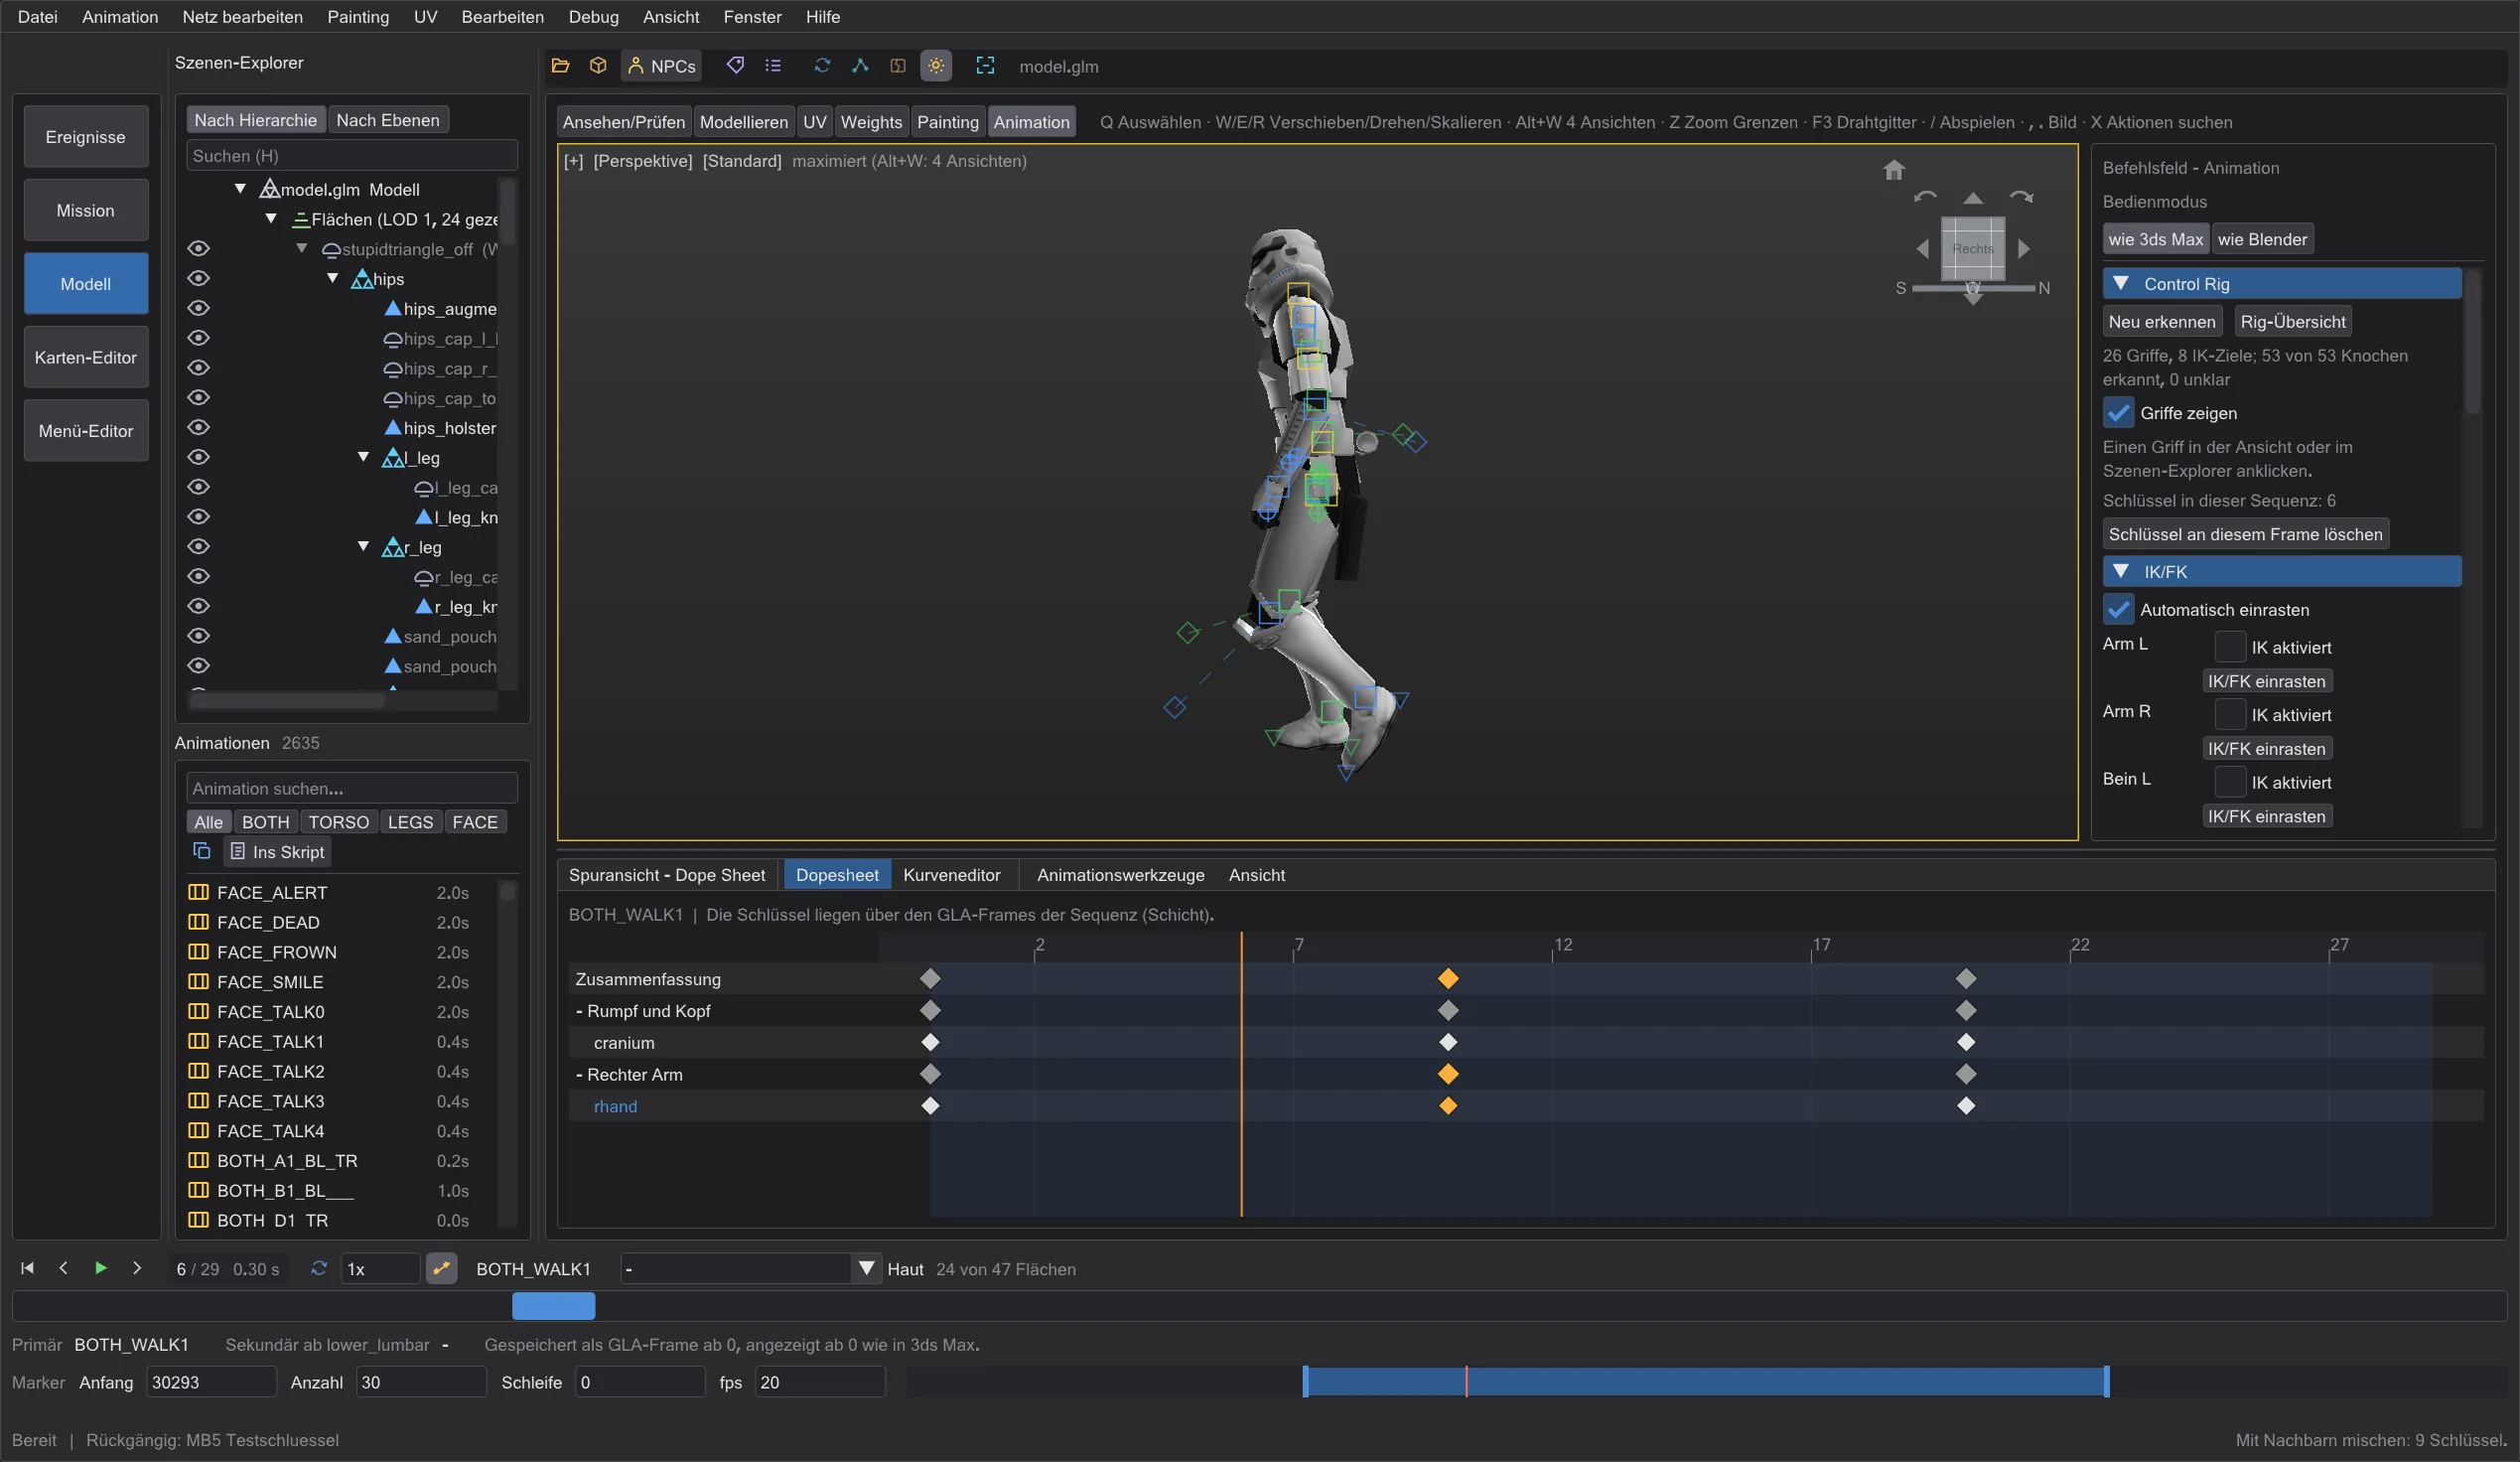 Datei Animation Netz bearbeiten Painting UV Bearbeiten Debug Ansicht Fenster Hilfe
Szenen-Explorer
NPCs model.glm
Ereignisse
Mission
Modell
Karten-Editor
Menü-Editor
Nach Hierarchie Nach Ebenen
Suchen (H)
model.glm Modell
Flächen (LOD 1, 24 geze
stupidtriangle_off (W
hips
hips_augme
hips_cap_l_l
hips_cap_r_
hips_cap_to
hips_holster
l_leg
l_leg_ca
l_leg_kn
r_leg
r_leg_ca
r_leg_kn
sand_pouch
sand_pouch
Animationen 2635
Animation suchen...
Alle BOTH TORSO LEGS FACE
Ins Skript
FACE_ALERT 2.0s
FACE_DEAD 2.0s
FACE_FROWN 2.0s
FACE_SMILE 2.0s
FACE_TALK0 2.0s
FACE_TALK1 0.4s
FACE_TALK2 0.4s
FACE_TALK3 0.4s
FACE_TALK4 0.4s
BOTH_A1_BL_TR 0.2s
BOTH_B1_BL___ 1.0s
BOTH_D1_TR 0.0s
Ansehen/Prüfen Modellieren UV Weights Painting Animation Q Auswählen · W/E/R Verschieben/Drehen/Skalieren · Alt+W 4 Ansichten · Z Zoom Grenzen · F3 Drahtgitter · / Abspielen · , . Bild · X Aktionen suchen
[+] [Perspektive] [Standard] maximiert (Alt+W: 4 Ansichten)
Rechts
S W N
Befehlsfeld - Animation
Bedienmodus
wie 3ds Max wie Blender
Control Rig
Neu erkennen Rig-Übersicht
26 Griffe, 8 IK-Ziele; 53 von 53 Knochen
erkannt, 0 unklar
Griffe zeigen
Einen Griff in der Ansicht oder im
Szenen-Explorer anklicken.
Schlüssel in dieser Sequenz: 6
Schlüssel an diesem Frame löschen
IK/FK
Automatisch einrasten
Arm L IK aktiviert
IK/FK einrasten
Arm R IK aktiviert
IK/FK einrasten
Bein L IK aktiviert
IK/FK einrasten
Spuransicht - Dope Sheet Dopesheet Kurveneditor Animationswerkzeuge Ansicht
BOTH_WALK1 | Die Schlüssel liegen über den GLA-Frames der Sequenz (Schicht).
2 7 12 17 22 27
Zusammenfassung
- Rumpf und Kopf
cranium
- Rechter Arm
rhand
6 / 29 0.30 s 1x BOTH_WALK1 - Haut 24 von 47 Flächen
Primär BOTH_WALK1 Sekundär ab lower_lumbar - Gespeichert als GLA-Frame ab 0, angezeigt ab 0 wie in 3ds Max.
Marker Anfang 30293 Anzahl 30 Schleife 0 fps 20
Bereit | Rückgängig: MB5 Testschluessel
Mit Nachbarn mischen: 9 Schlüssel.